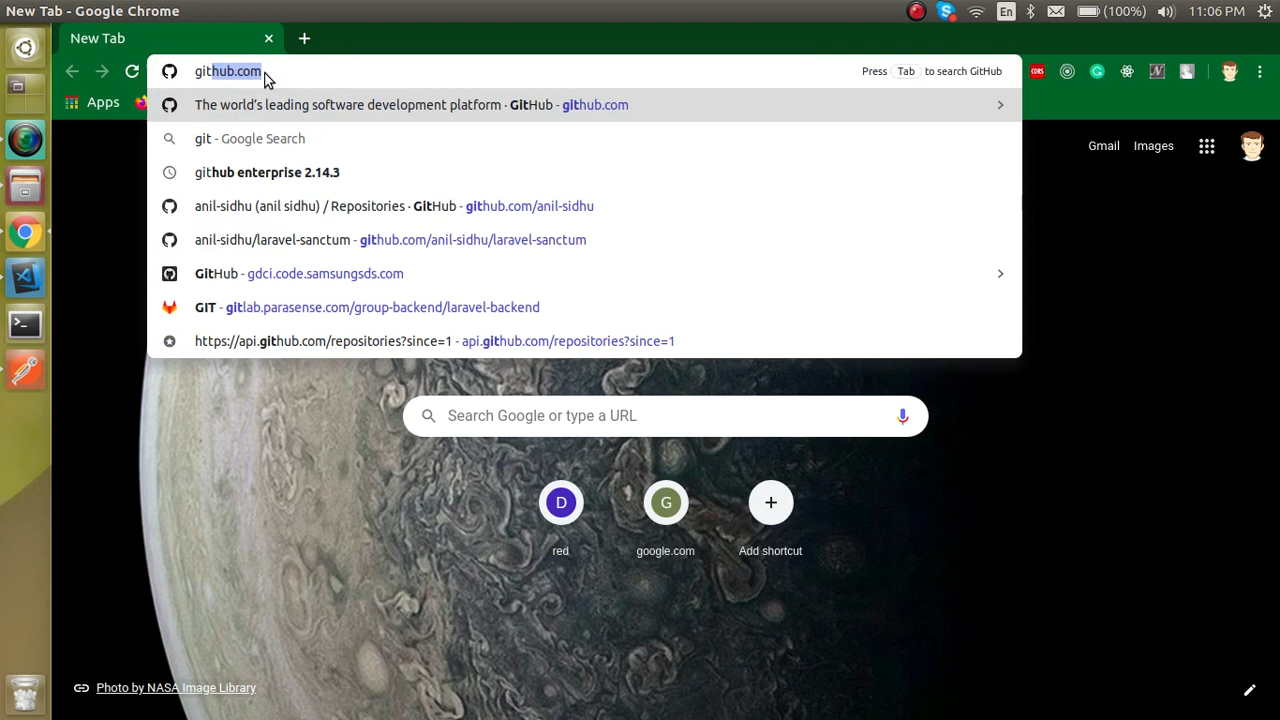 New Tab - Google Chrome
En
(100%)
11:06 PM
New Tab
github.com
Press Tab to search GitHub
CORS
Apps
The world's leading software development platform · GitHub - github.com
git - Google Search
github enterprise 2.14.3
anil-sidhu (anil sidhu) / Repositories · GitHub - github.com/anil-sidhu
anil-sidhu/laravel-sanctum - github.com/anil-sidhu/laravel-sanctum
GitHub - gdci.code.samsungsds.com
GIT - gitlab.parasense.com/group-backend/laravel-backend
https://api.github.com/repositories?since=1 - api.github.com/repositories?since=1
Gmail
Images
Search Google or type a URL
D
G
red
google.com
Add shortcut
Photo by NASA Image Library